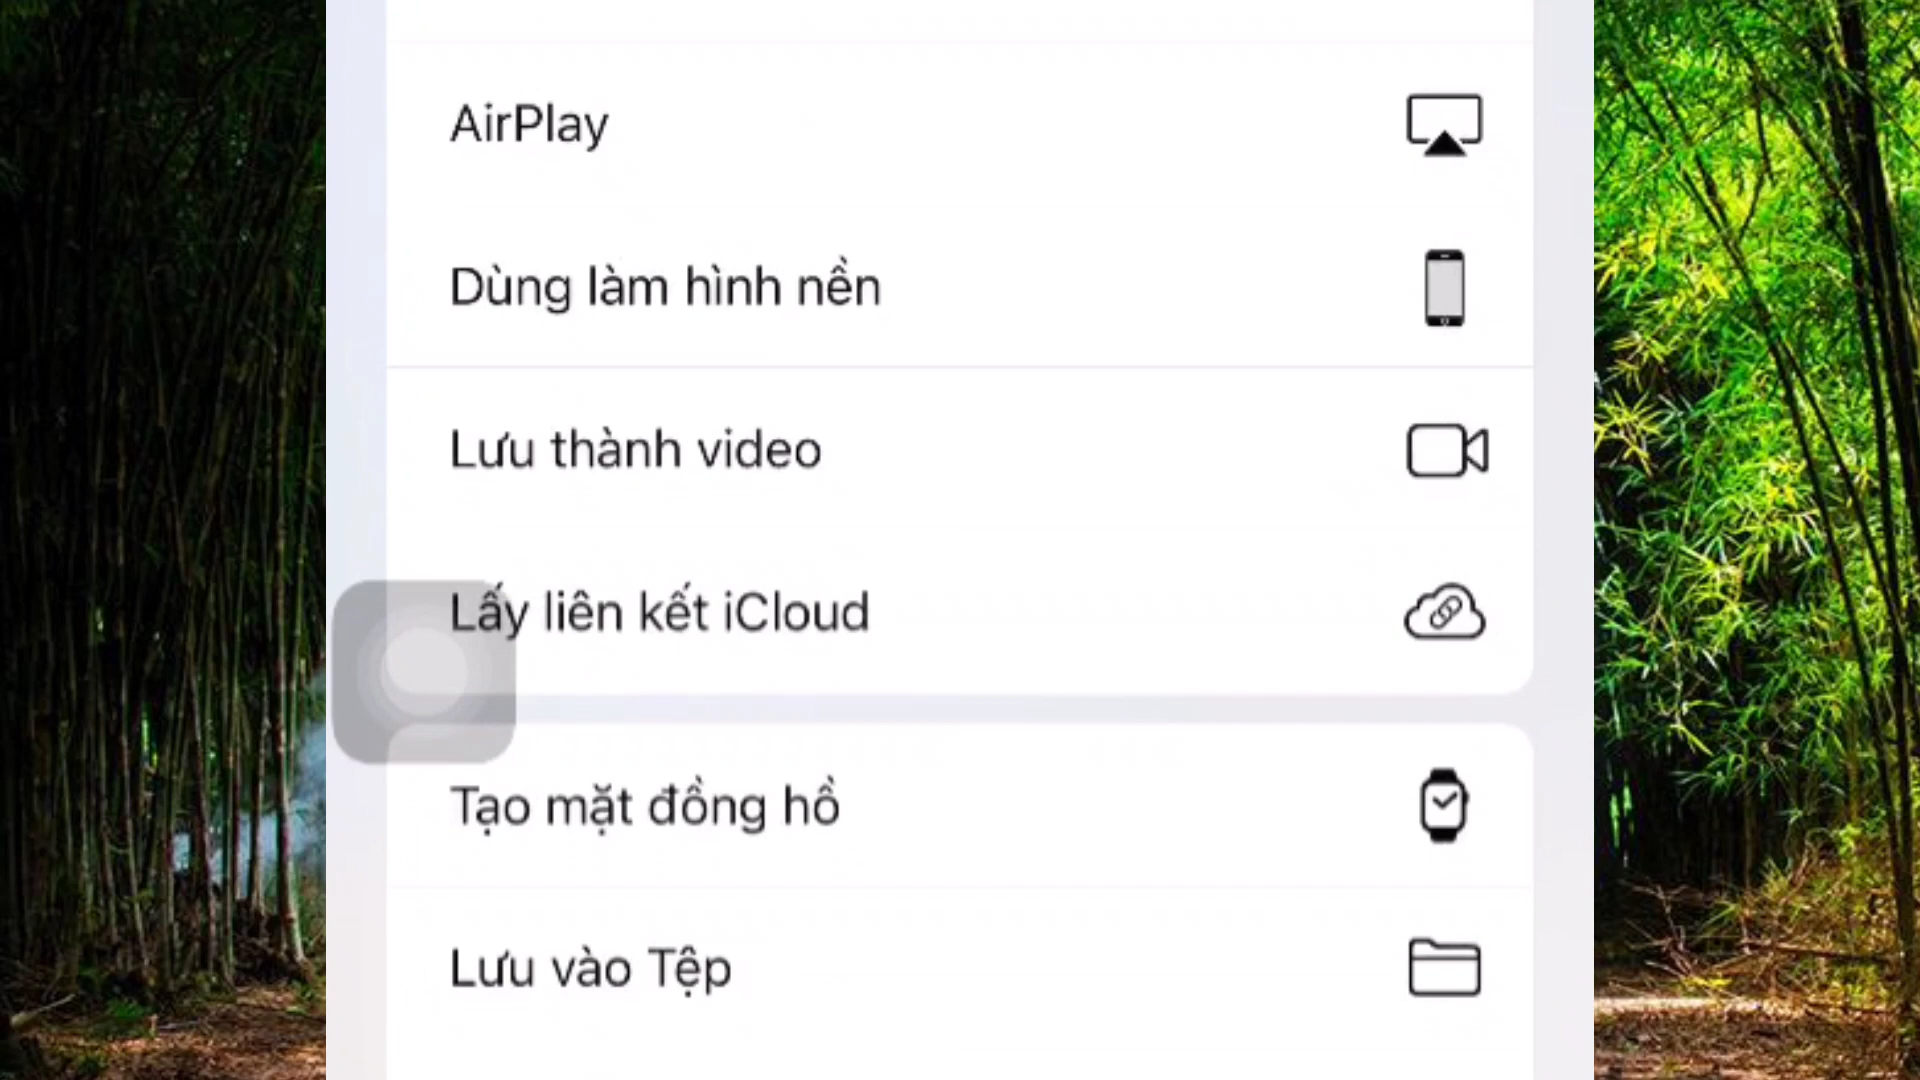 AirPlay
Dùng làm hình nền
Lưu thành video
Lấy liên kết iCloud
Tạo mặt đồng hồ
Lưu vào Tệp